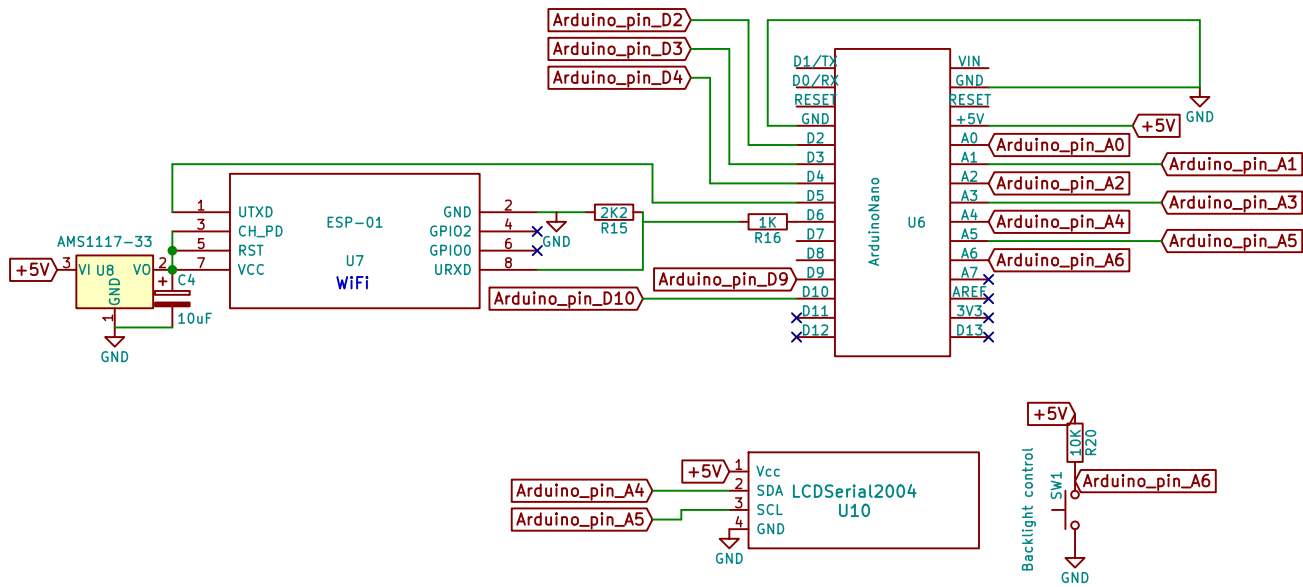 Arduino_pin_D2
Arduino_pin_D3
Arduino_pin_D4
D1/TX
D0/RX
RESET
GND
D2
D3
D4
D5
D6
D7
D8
D9
D10
D11
D12
ArduinoNano
U6
VIN
GND
RESET
+5V
A0
A1
A2
A3
A4
A5
A6
A7
AREF
3V3
D13
GND
+5V
Arduino_pin_A0
Arduino_pin_A1
Arduino_pin_A2
Arduino_pin_A3
Arduino_pin_A4
Arduino_pin_A5
Arduino_pin_A6
1 UTXD
3 CH_PD
5 RST
7 VCC
ESP-01
U7
WiFi
GND 2
GPIO2 4
GPIO0 6
URXD 8
GND
2K2
R15
1K
R16
Arduino_pin_D9
Arduino_pin_D10
AMS1117-33
+5V
3 VI U8 VO 2
GND
1
GND
+ C4
10uF
+5V
Arduino_pin_A4
Arduino_pin_A5
1 Vcc
2 SDA
3 SCL
4 GND
LCDSerial2004
U10
GND
+5V
10K
R20
Arduino_pin_A6
SW1
Backlight control
GND